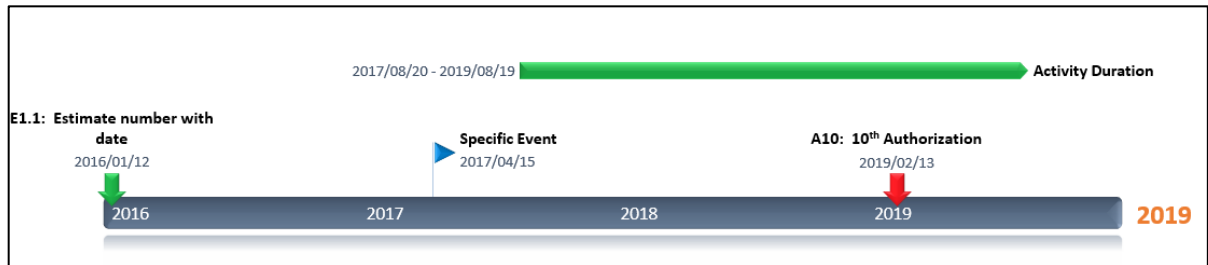 2017/08/20 - 2019/08/19 Activity Duration
E1.1: Estimate number with
date
2016/01/12
Specific Event
2017/04/15
A10: 10th Authorization
2019/02/13
2016 2017 2018 2019 2019